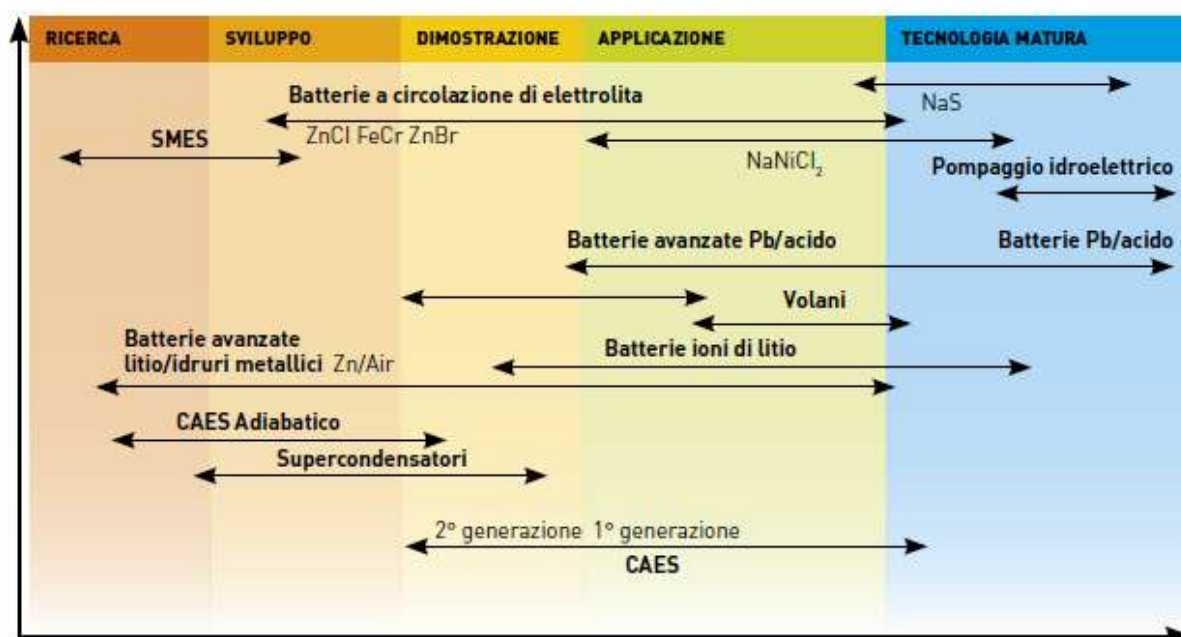 RICERCA
SVILUPPO
DIMOSTRAZIONE
APPLICAZIONE
TECNOLOGIA MATURA
Batterie a circolazione di elettrolita
NaS
SMES
ZnCl FeCr ZnBr
NaNiCl₂
Pompaggio idroelettrico
Batterie avanzate Pb/acido
Batterie Pb/acido
Volani
Batterie avanzate
litio/idruri metallici Zn/Air
Batterie ioni di litio
CAES Adiabatico
Supercondensatori
2° generazione 1° generazione
CAES